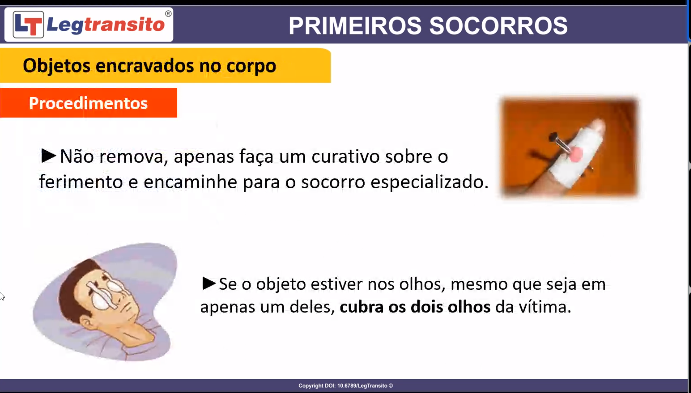 LT Legtransito®
PRIMEIROS SOCORROS
Objetos encravados no corpo
Procedimentos
►Não remova, apenas faça um curativo sobre o
ferimento e encaminhe para o socorro especializado.
►Se o objeto estiver nos olhos, mesmo que seja em
apenas um deles, cubra os dois olhos da vítima.
Copyright DOI: 10.6789/LegTransito ©